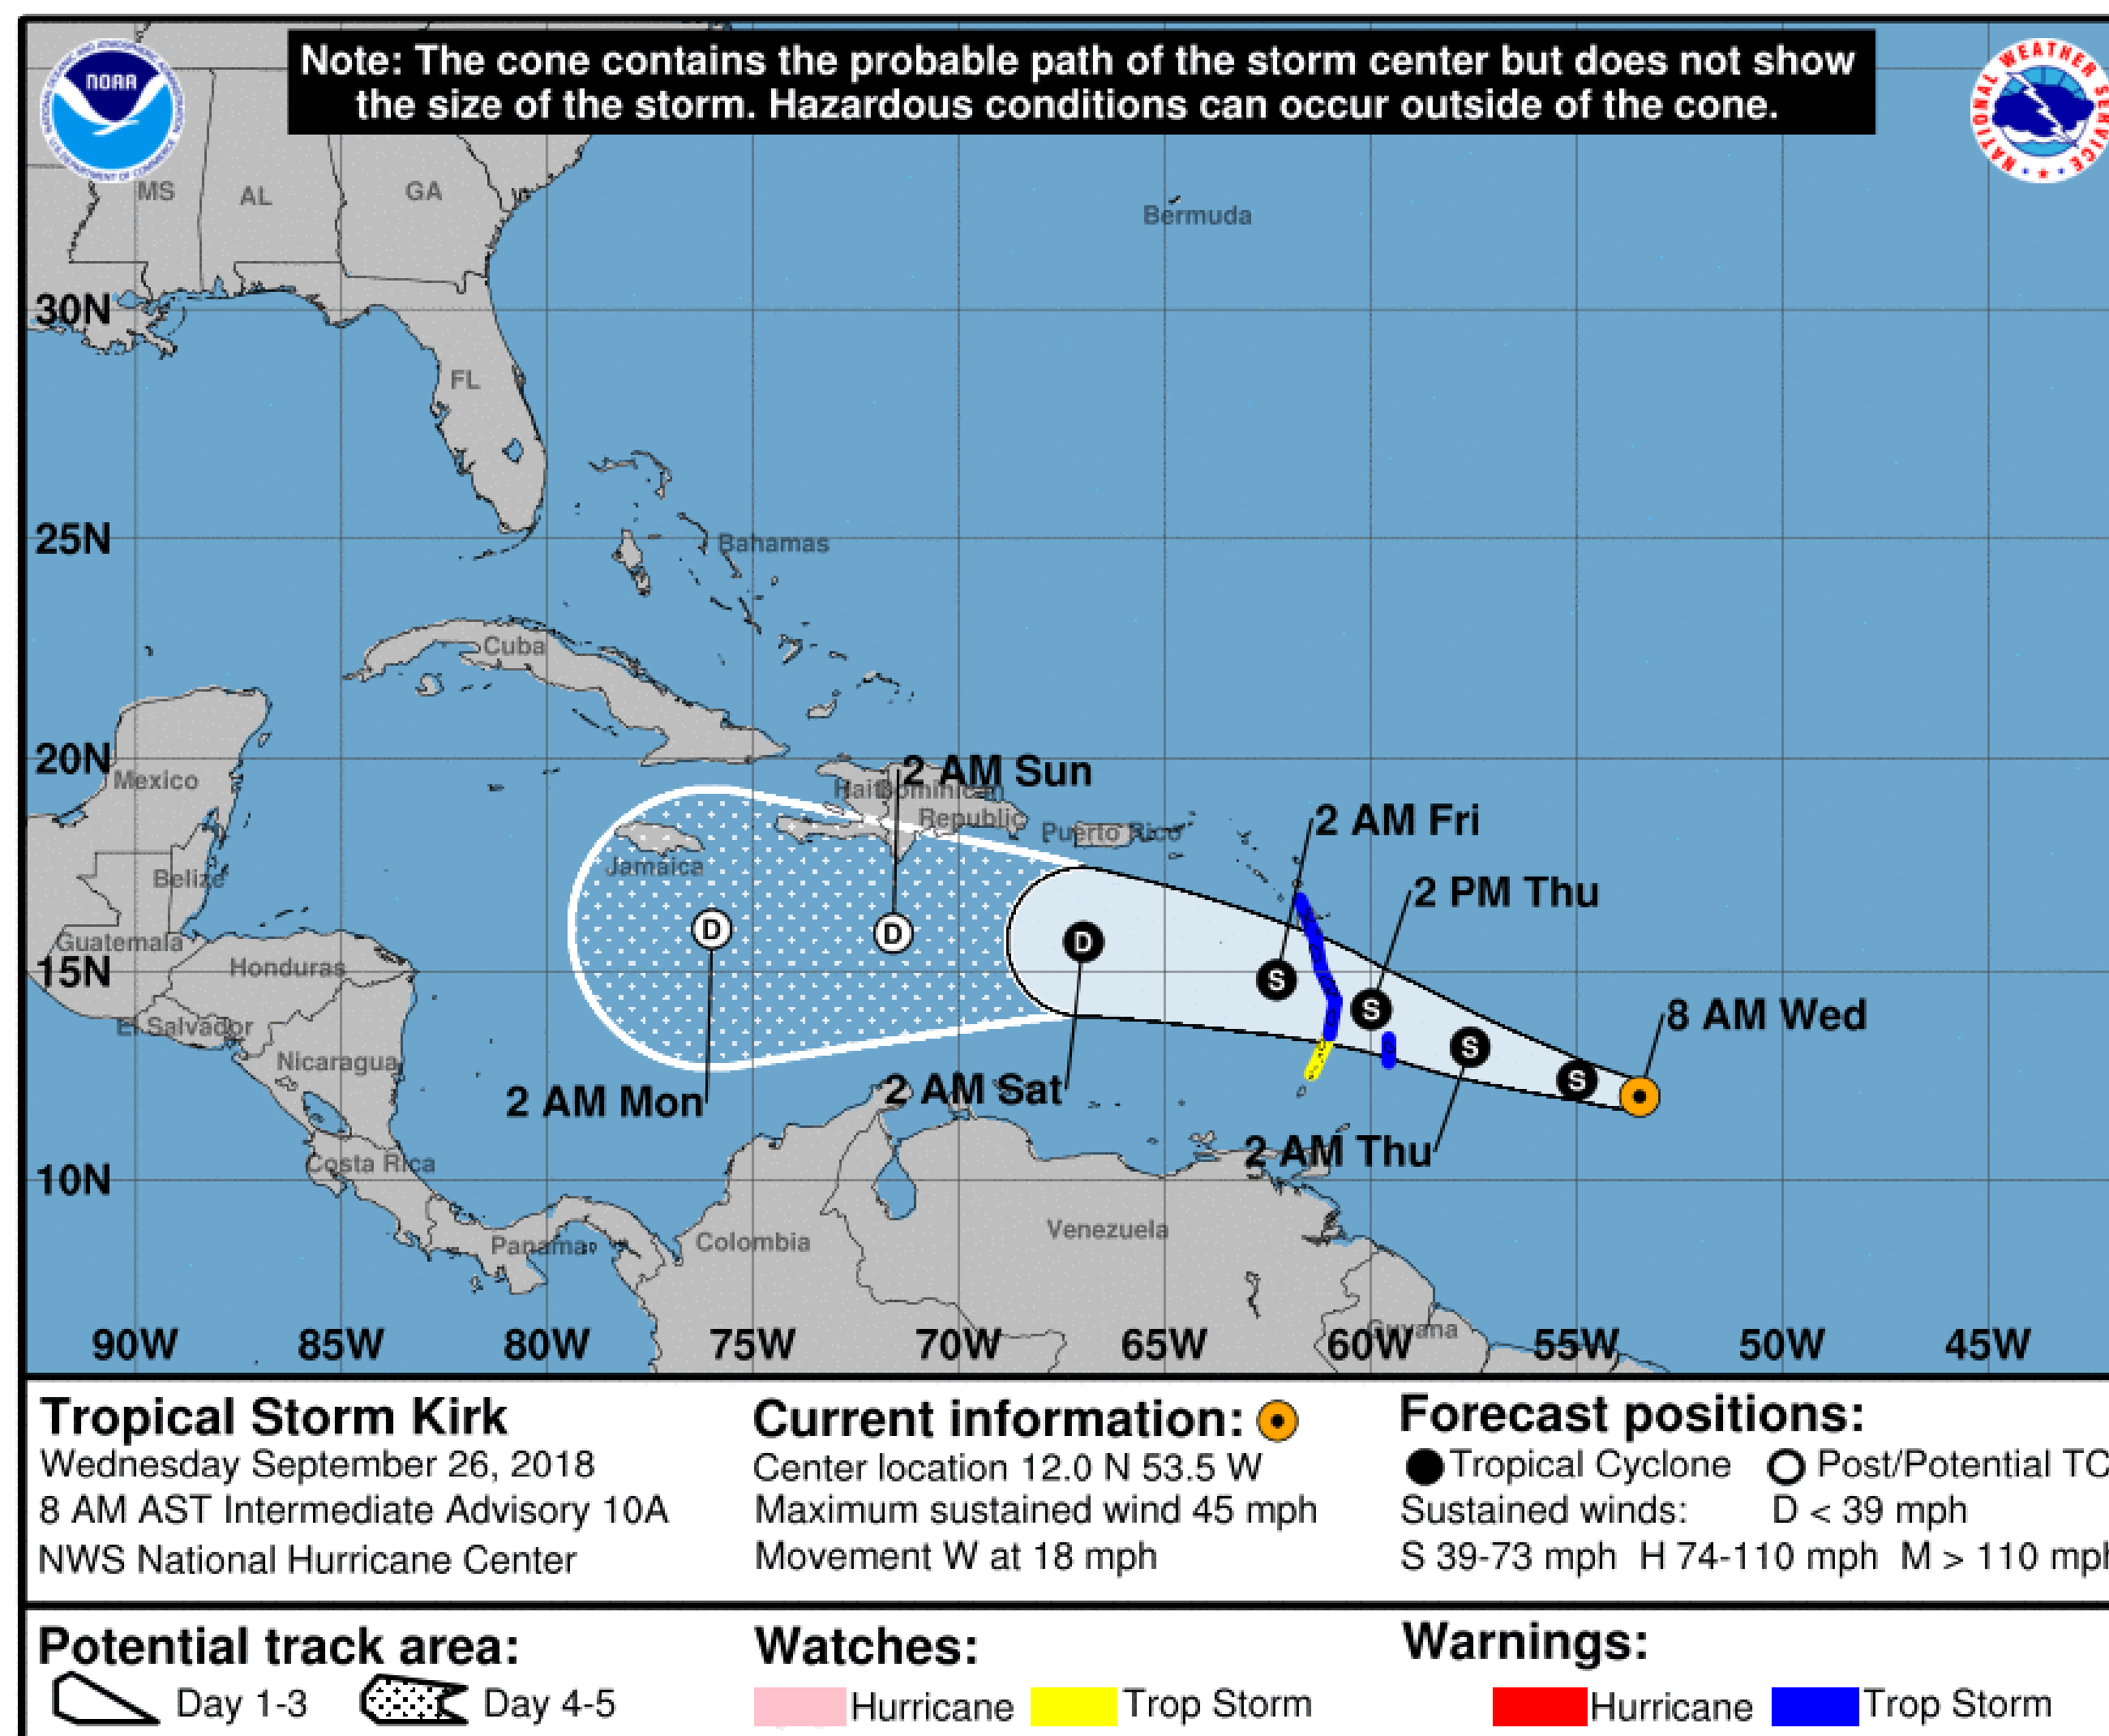 Note: The cone contains the probable path of the storm center but does not show
the size of the storm. Hazardous conditions can occur outside of the cone.
NOAA
NATIONAL WEATHER SERVICE
MS
AL
GA
Bermuda
30N
FL
25N
Bahamas
Cuba
20N
2 AM Sun
Mexico
Dominican
Republic
Puerto Rico
2 AM Fri
Jamaica
Belize
2 PM Thu
D
D
D
Guatemala
Honduras
15N
S
S
8 AM Wed
El Salvador
Nicaragua
S
S
2 AM Mon
2 AM Sat
2 AM Thu
Costa Rica
10N
Panama
Colombia
Venezuela
Guyana
90W 85W 80W 75W 70W 65W 60W 55W 50W 45W
Tropical Storm Kirk
Wednesday September 26, 2018
8 AM AST Intermediate Advisory 10A
NWS National Hurricane Center
Current information:
Center location 12.0 N 53.5 W
Maximum sustained wind 45 mph
Movement W at 18 mph
Forecast positions:
Tropical Cyclone Post/Potential TC
Sustained winds: D < 39 mph
S 39-73 mph H 74-110 mph M > 110 mph
Potential track area:
Day 1-3 Day 4-5
Watches:
Hurricane Trop Storm
Warnings:
Hurricane Trop Storm